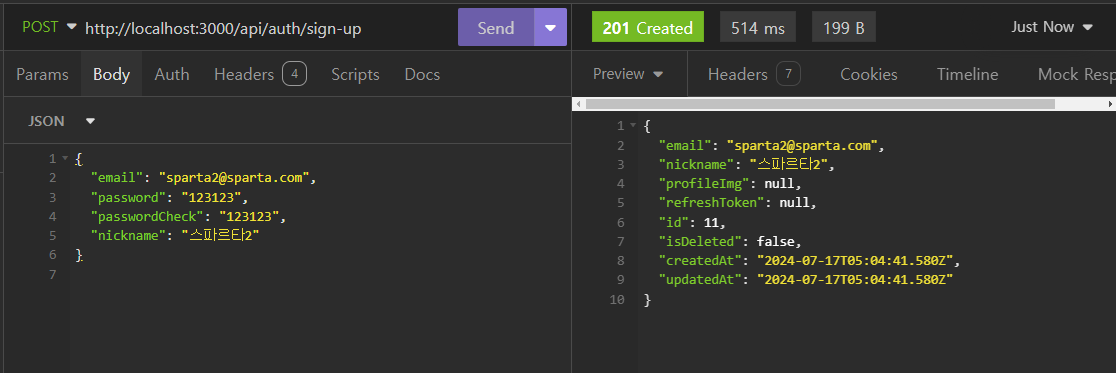 POST http://localhost:3000/api/auth/sign-up Send
Params Body Auth Headers 4 Scripts Docs
JSON
1 {
2 "email": "sparta2@sparta.com",
3 "password": "123123",
4 "passwordCheck": "123123",
5 "nickname": "스파르타2"
6 }
7
201 Created 514 ms 199 B Just Now
Preview Headers 7 Cookies Timeline Mock Resp
1 {
2 "email": "sparta2@sparta.com",
3 "nickname": "스파르타2",
4 "profileImg": null,
5 "refreshToken": null,
6 "id": 11,
7 "isDeleted": false,
8 "createdAt": "2024-07-17T05:04:41.580Z",
9 "updatedAt": "2024-07-17T05:04:41.580Z"
10 }